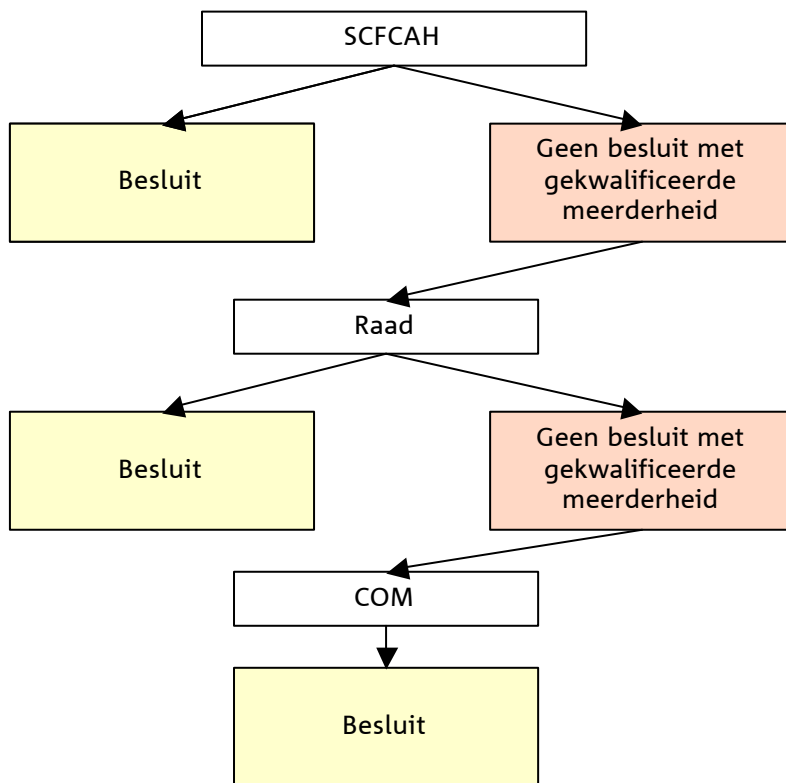 SCFCAH
Besluit
Geen besluit met
gekwalificeerde
meerderheid
Raad
Besluit
Geen besluit met
gekwalificeerde
meerderheid
COM
Besluit